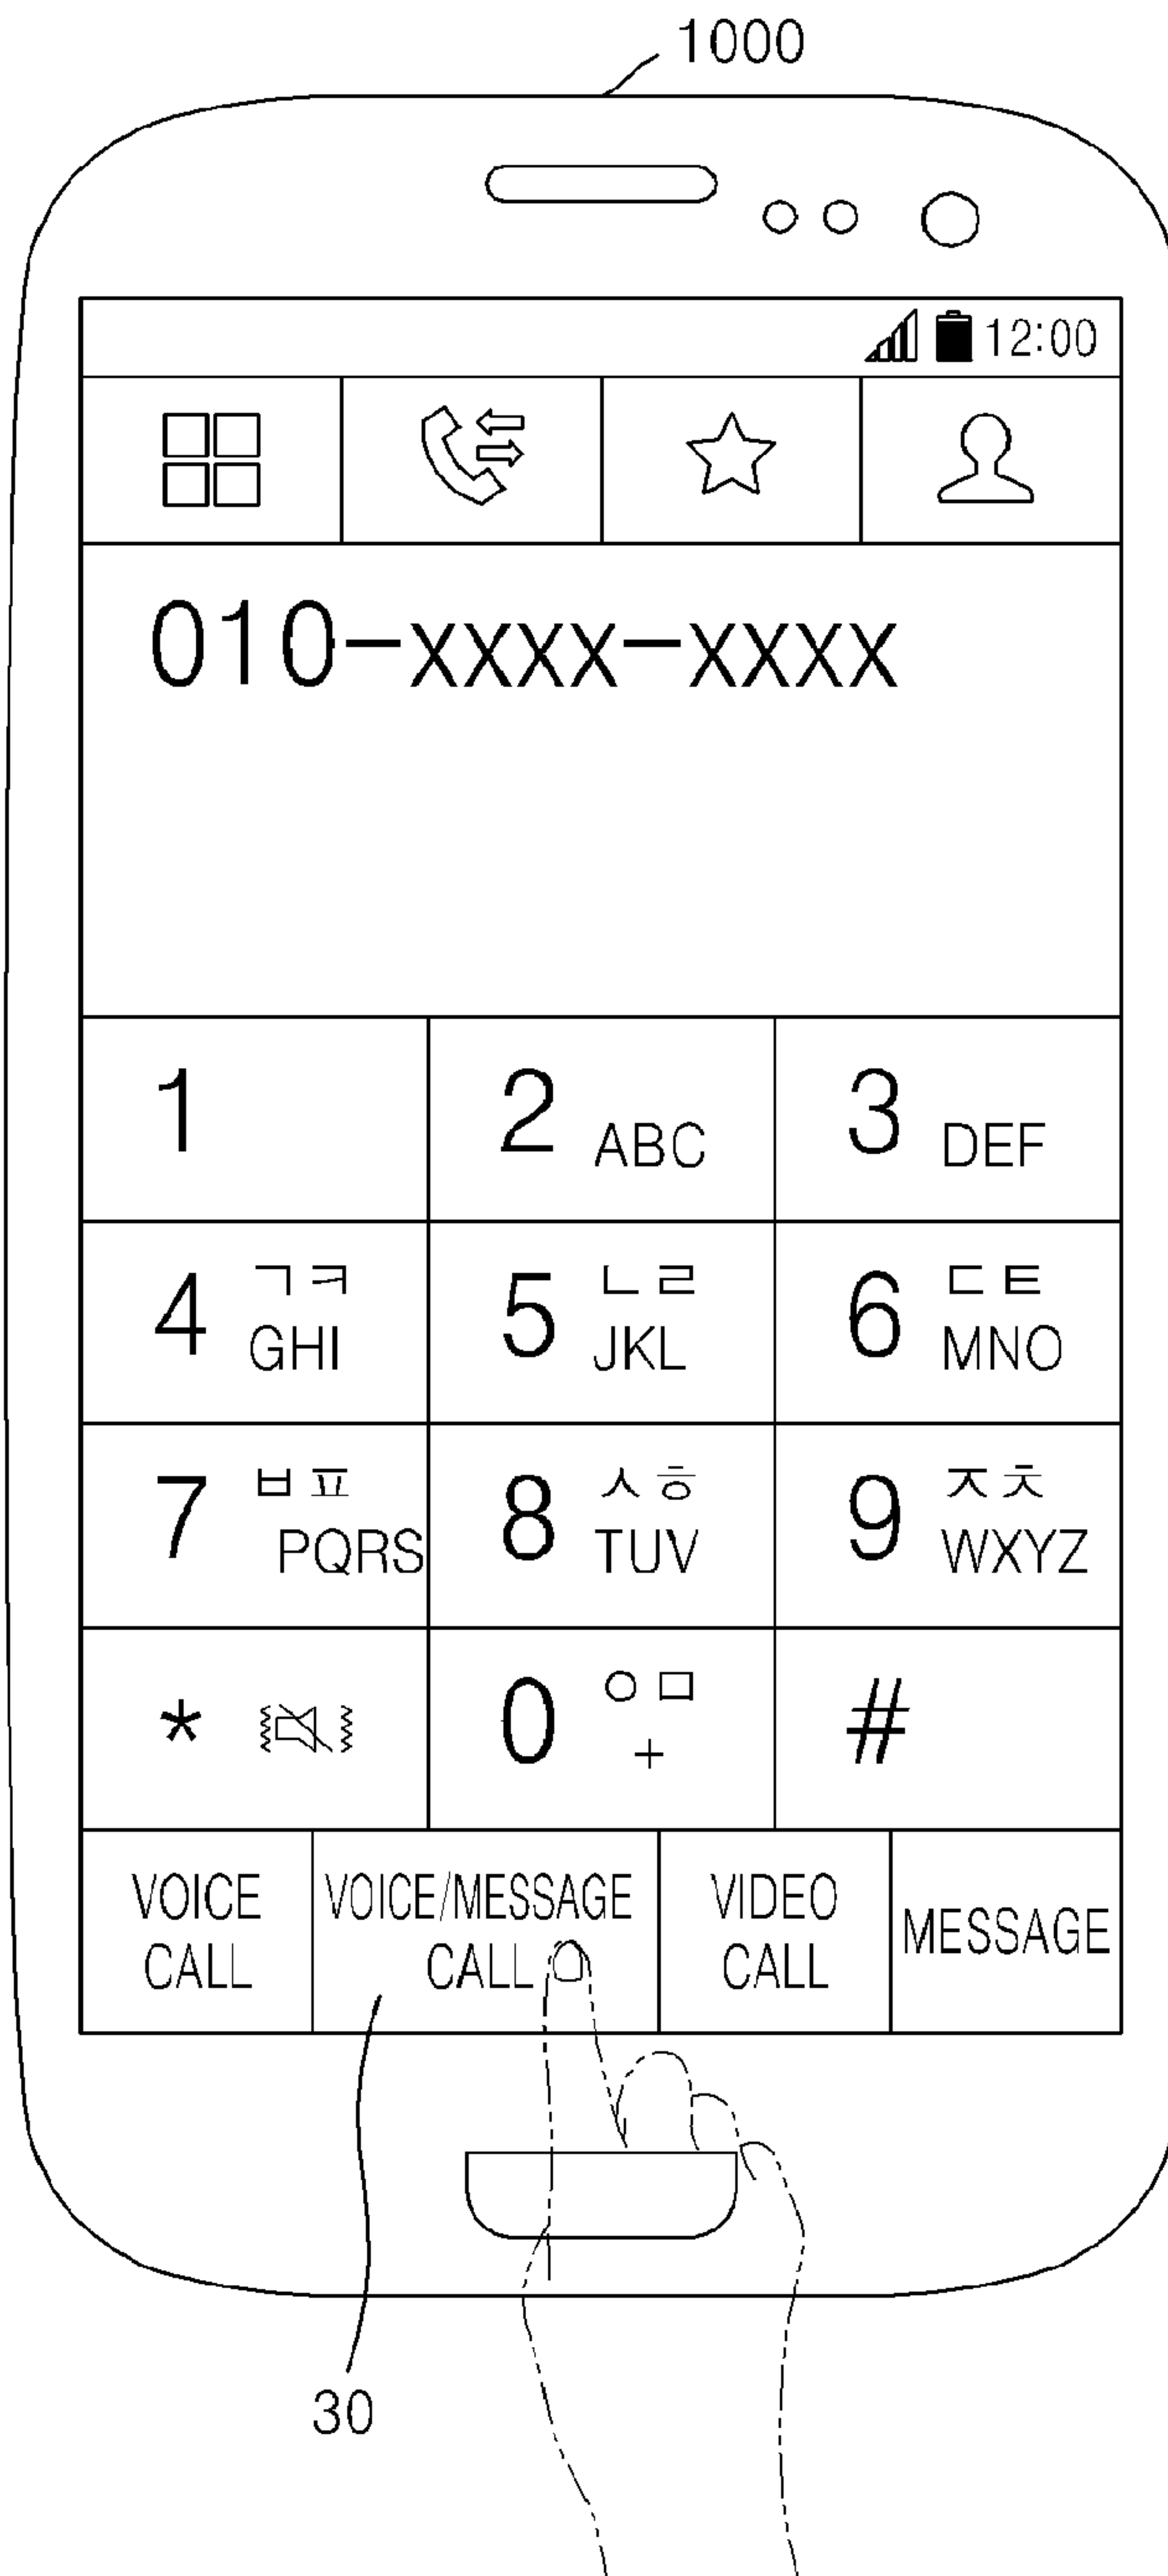 1000
12:00
010-xxxx-xxxx
1
2 ABC
3 DEF
4 ㄱㅋ
GHI
5 ㄴㄹ
JKL
6 ㄷㅌ
MNO
7 ㅂㅍ
PQRS
8 ㅅㅎ
TUV
9 ㅈㅊ
WXYZ
*
0 ㅇㅁ
+
#
VOICE
CALL
VOICE/MESSAGE
CALL
VIDEO
CALL
MESSAGE
30